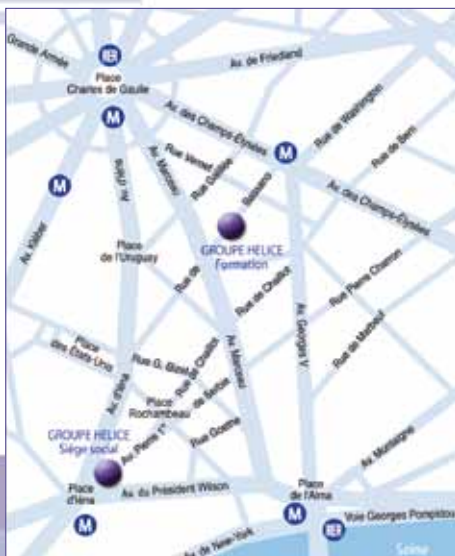 Grande Armée
RER
Av. de Friedland
Place
Charles de Gaulle
M
Av. des Champs-Élysées
Rue de Washington
Rue de Berri
Rue Vernet
Rue Galilée
Bassano
M
M
Av. Kléber
Av. d'Iéna
Av. Marceau
Av. des Champs-Élysées
GROUPE HELICE
Formation
Place
de l'Uruguay
Rue de
Rue de Chaillot
Rue Pierre Charron
Av. George V
Rue de Marbeuf
Place
des États-Unis
Rue G. Bizet
Rue de Chaillot
Av. Marceau
Av. d'Iéna
Place
Rochambeau
Av. Pierre 1er
de Serbie
Rue Goethe
GROUPE HELICE
Siège social
Av. Montaigne
Place
d'Iéna
Av. du Président Wilson
Place
de l'Alma
M
M
RER
Voie Georges Pompidou
Av. de New-York
Seine